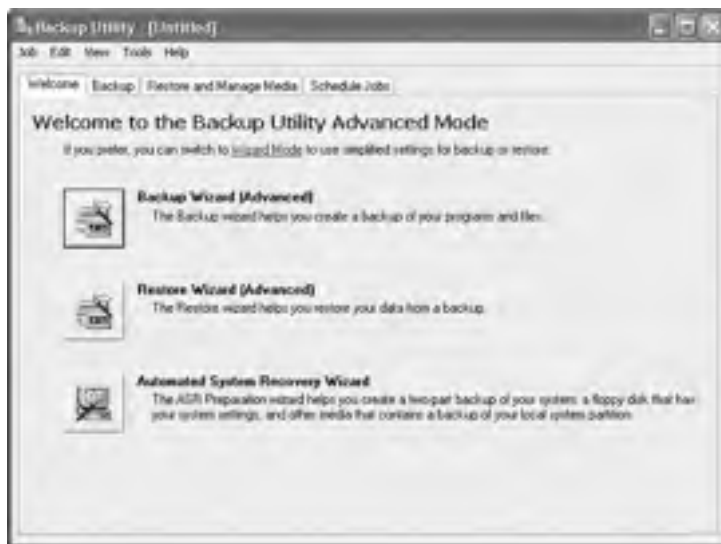 Backup Utility - [Untitled]
Job Edit View Tools Help
Welcome Backup Restore and Manage Media Schedule Jobs
Welcome to the Backup Utility Advanced Mode
If you prefer, you can switch to Wizard Mode to use simplified settings for backup or restore.
Backup Wizard (Advanced)
The Backup wizard helps you create a backup of your programs and files.
Restore Wizard (Advanced)
The Restore wizard helps you restore your data from a backup.
Automated System Recovery Wizard
The ASR Preparation wizard helps you create a two-part backup of your system: a floppy disk that has
your system settings, and other media that contains a backup of your local system partition.